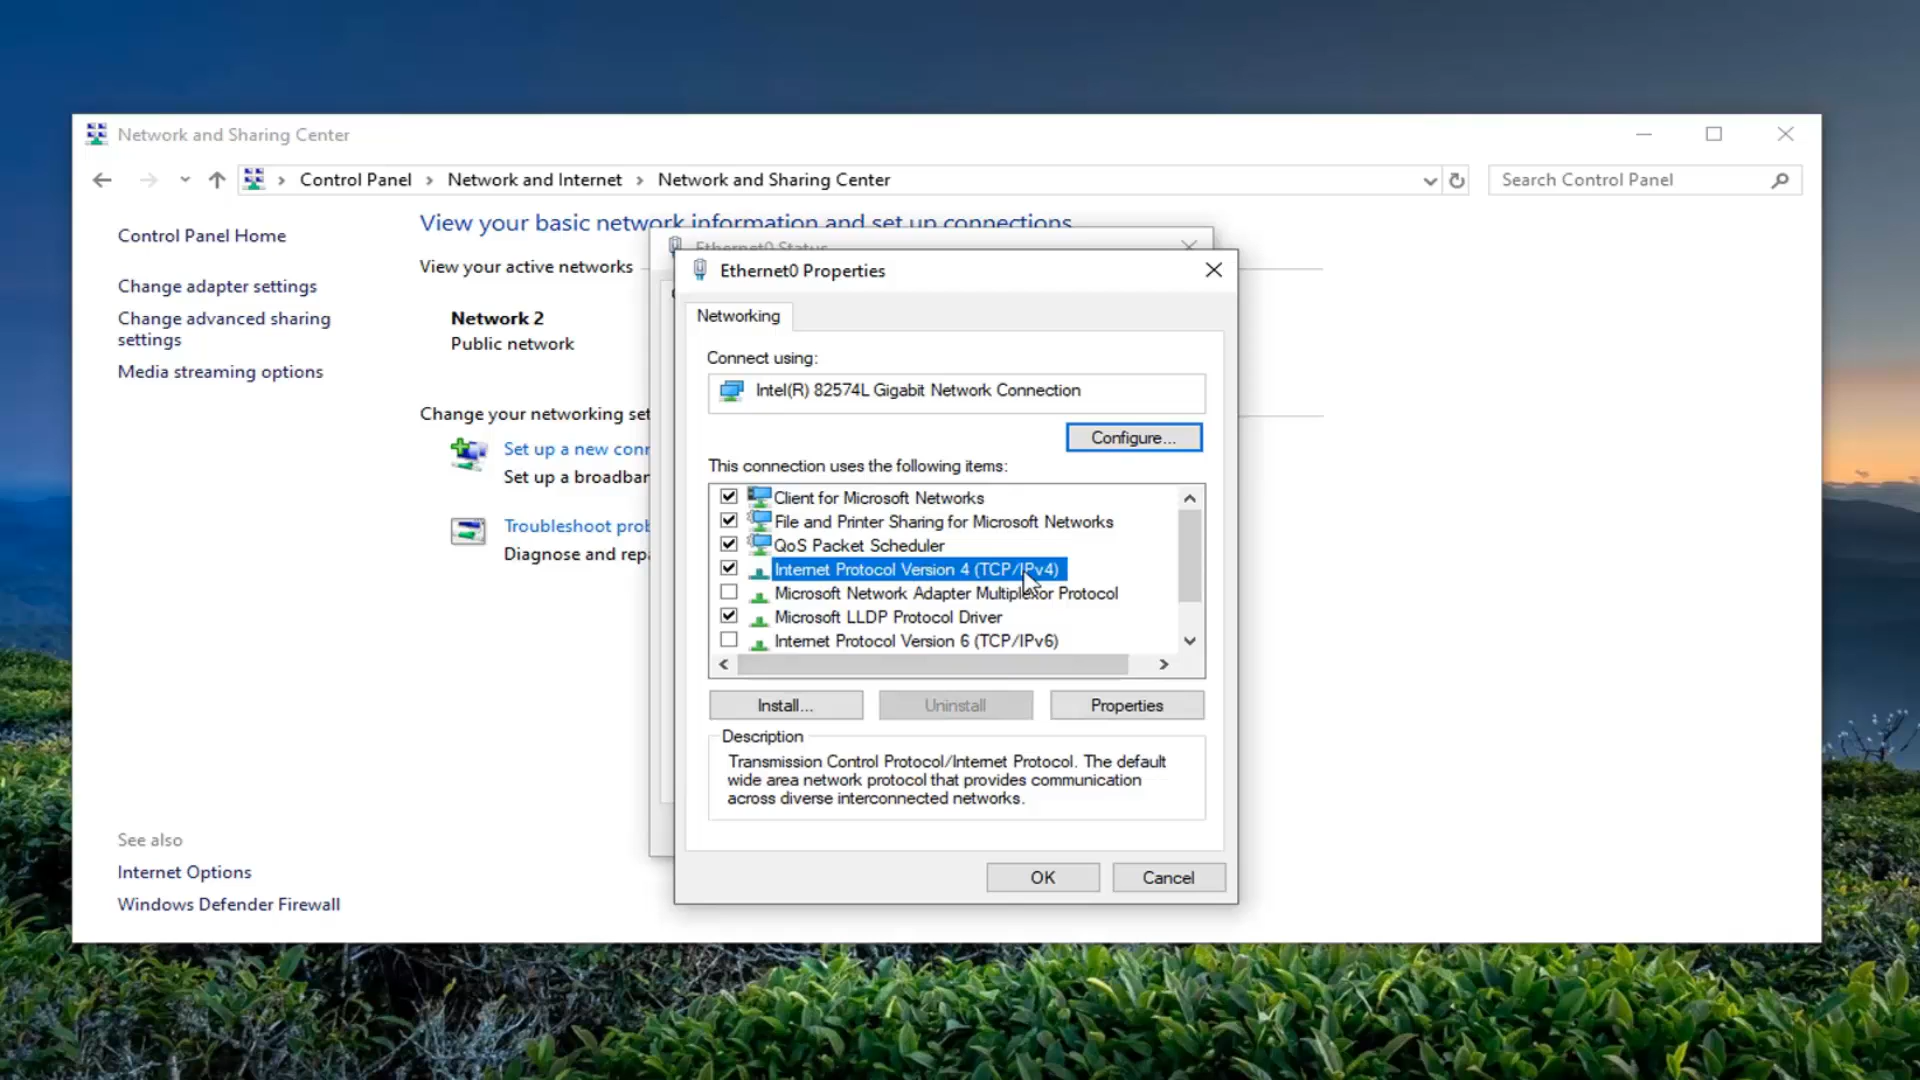 Network and Sharing Center
Control Panel
Network and Internet
Network and Sharing Center
Search Control Panel
Control Panel Home
Change adapter settings
Change advanced sharing
settings
Media streaming options
See also
Internet Options
Windows Defender Firewall
View your basic network information and set up connections
View your active networks
Network 2
Public network
Change your networking set
Set up a new conn
Set up a broadban
Troubleshoot prob
Diagnose and repa
Ethernet0 Status
Ethernet0 Properties
Networking
Connect using:
Intel(R) 82574L Gigabit Network Connection
Configure...
This connection uses the following items:
Client for Microsoft Networks
File and Printer Sharing for Microsoft Networks
QoS Packet Scheduler
Internet Protocol Version 4 (TCP/IPv4)
Microsoft Network Adapter Multiplexor Protocol
Microsoft LLDP Protocol Driver
Internet Protocol Version 6 (TCP/IPv6)
Install...
Uninstall
Properties
Description
Transmission Control Protocol/Internet Protocol. The default
wide area network protocol that provides communication
across diverse interconnected networks.
OK
Cancel